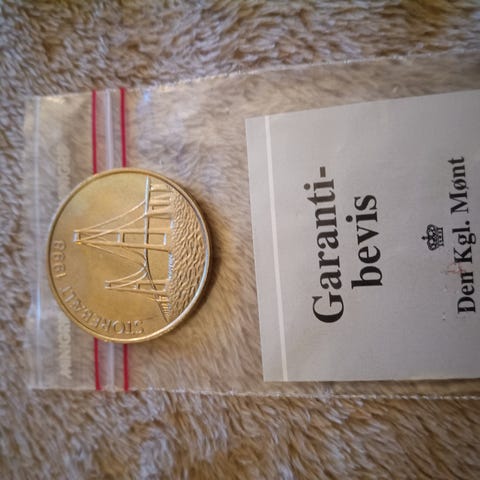 STOREBÆLT 1998
Garanti-
bevis
Den Kgl. Mønt